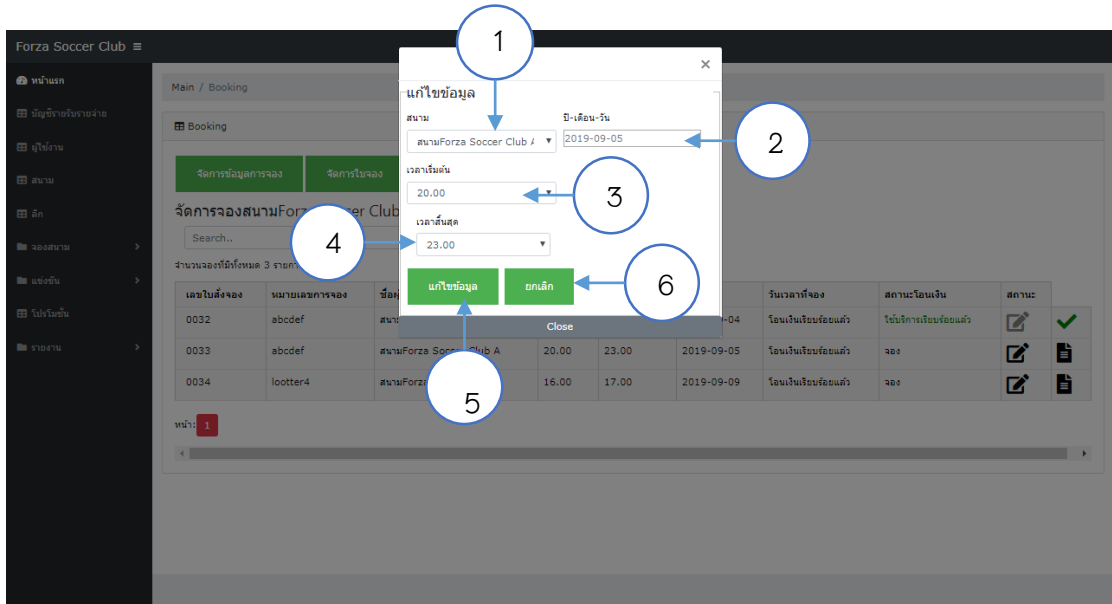 1
Forza Soccer Club
×
หน้าแรก
Main / Booking
แก้ไขข้อมูล
บัญชีรายรับรายจ่าย
สนาม
ปี-เดือน-วัน
Booking
สนามForza Soccer Club
2019-09-05
2
ผู้ใช้งาน
เวลาเริ่มต้น
จัดการข้อมูลการจอง
จัดการใบจอง
สนาม
20.00
3
จัดการจองสนามForza Soccer Club
ลีก
เวลาสิ้นสุด
Search..
4
23.00
จองสนาม
จำนวนจองที่มีทั้งหมด 3
แข่งขัน
แก้ไขข้อมูล
ยกเลิก
6
เลขใบสั่งจอง
หมายเลขการจอง
วันเวลาที่จอง
สถานะโอนเงิน
สถานะ
โปรโมชั่น
0032
abcdef
Close
-04
โอนเงินเรียบร้อยแล้ว
ใช้บริการเรียบร้อยแล้ว
รายงาน
0033
abcdef
สนามForza Soccer Club A
20.00
23.00
2019-09-05
โอนเงินเรียบร้อยแล้ว
จอง
0034
lootter4
สนามForza
16.00
17.00
2019-09-09
โอนเงินเรียบร้อยแล้ว
จอง
5
หน้า: 1